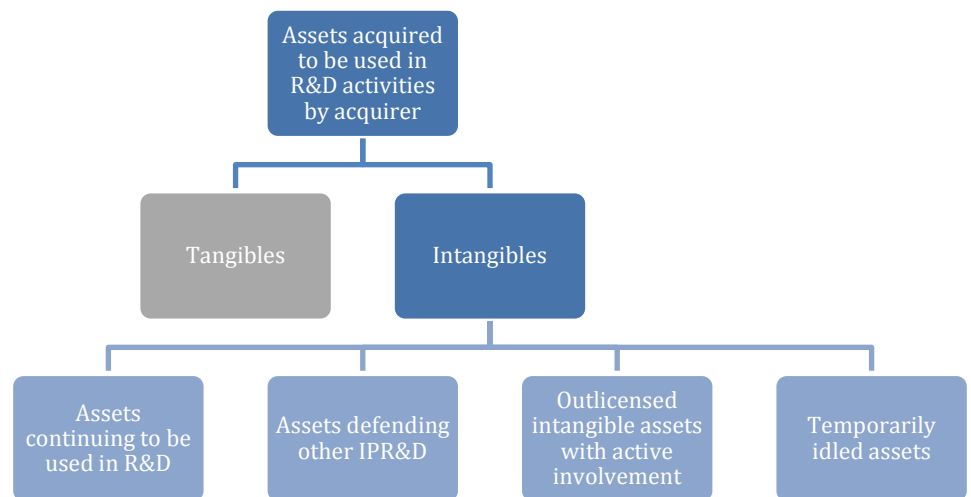 Assets acquired
to be used in
R&D activities
by acquirer
Tangibles
Intangibles
Assets
continuing to be
used in R&D
Assets defending
other IPR&D
Outlicensed
intangible assets
with active
involvement
Temporarily
idled assets